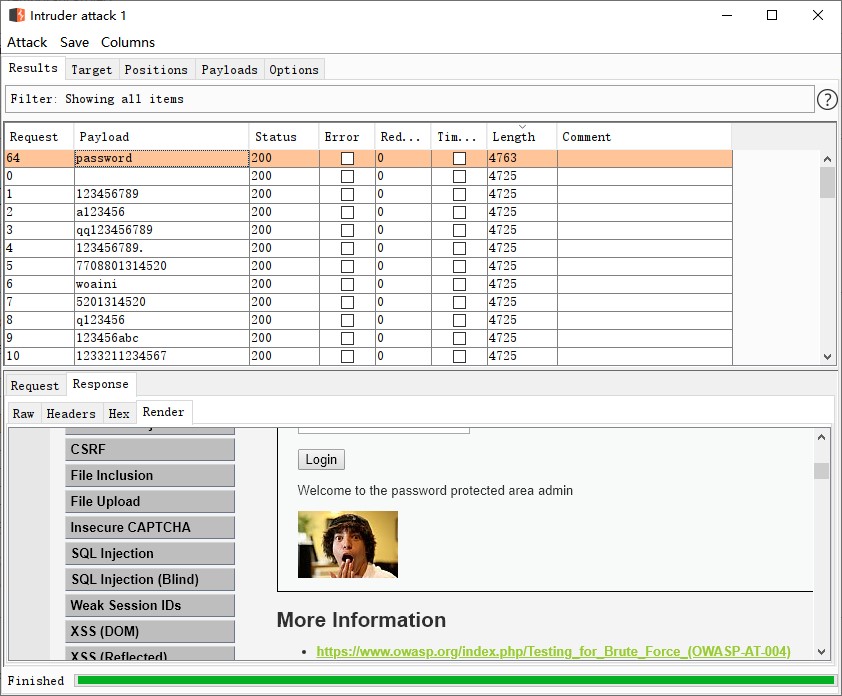 Intruder attack 1
Attack Save Columns
Results Target Positions Payloads Options
Filter: Showing all items
?
Request Payload Status Error Red... Tim... Length Comment
64 password 200 0 4763
0 200 0 4725
1 123456789 200 0 4725
2 a123456 200 0 4725
3 qq123456789 200 0 4725
4 123456789. 200 0 4725
5 7708801314520 200 0 4725
6 woaini 200 0 4725
7 5201314520 200 0 4725
8 q123456 200 0 4725
9 123456abc 200 0 4725
10 1233211234567 200 0 4725
Request Response
Raw Headers Hex Render
CSRF
File Inclusion
File Upload
Insecure CAPTCHA
SQL Injection
SQL Injection (Blind)
Weak Session IDs
XSS (DOM)
XSS (Reflected)
Login
Welcome to the password protected area admin
More Information
• https://www.owasp.org/index.php/Testing_for_Brute_Force_(OWASP-AT-004)
Finished